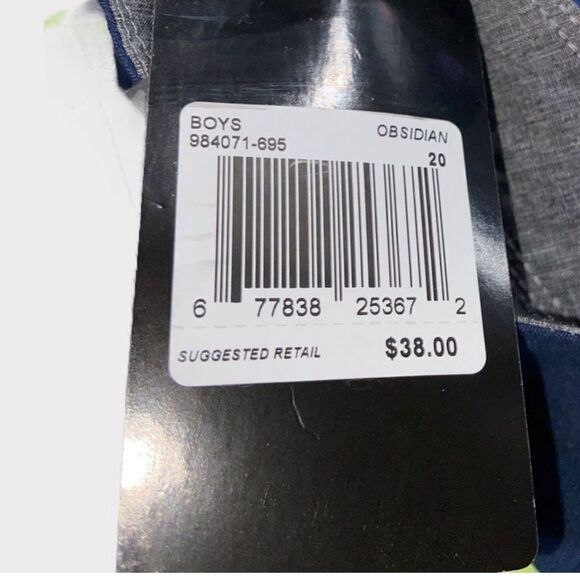 BOYS OBSIDIAN
984071-695 20
6 77838 25367 2
SUGGESTED RETAIL $38.00